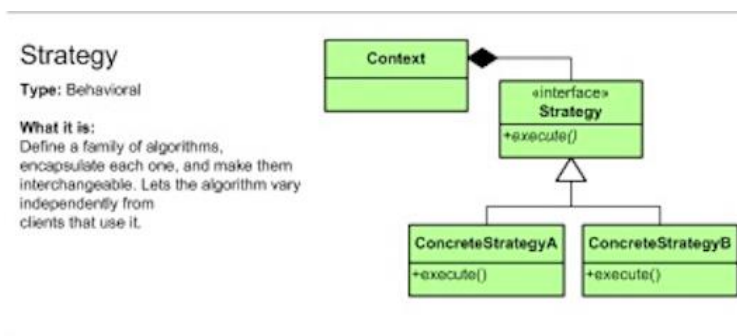 Strategy
Type: Behavioral
What it is:
Define a family of algorithms,
encapsulate each one, and make them
interchangeable. Lets the algorithm vary
independently from
clients that use it.
Context
«interface»
Strategy
+execute()
ConcreteStrategyA
+execute()
ConcreteStrategyB
+execute()